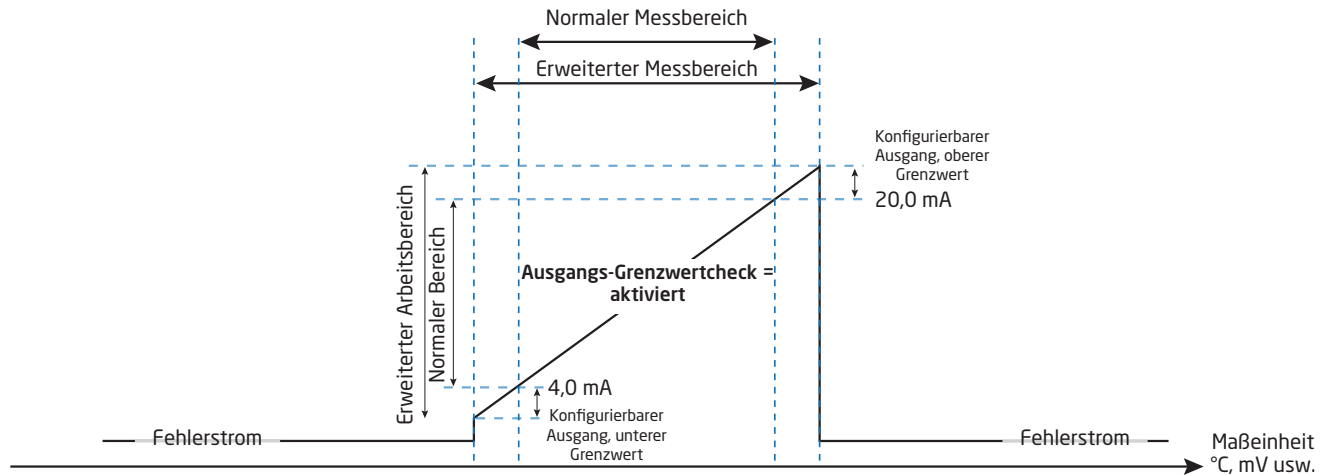 Normaler Messbereich
Erweiterter Messbereich
Konfigurierbarer
Ausgang, oberer
Grenzwert
20,0 mA
Erweiterter Arbeitsbereich
Normaler Bereich
Ausgangs-Grenzwertcheck =
aktiviert
4,0 mA
Konfigurierbarer
Ausgang, unterer
Grenzwert
Fehlerstrom
Fehlerstrom
Maßeinheit
°C, mV usw.